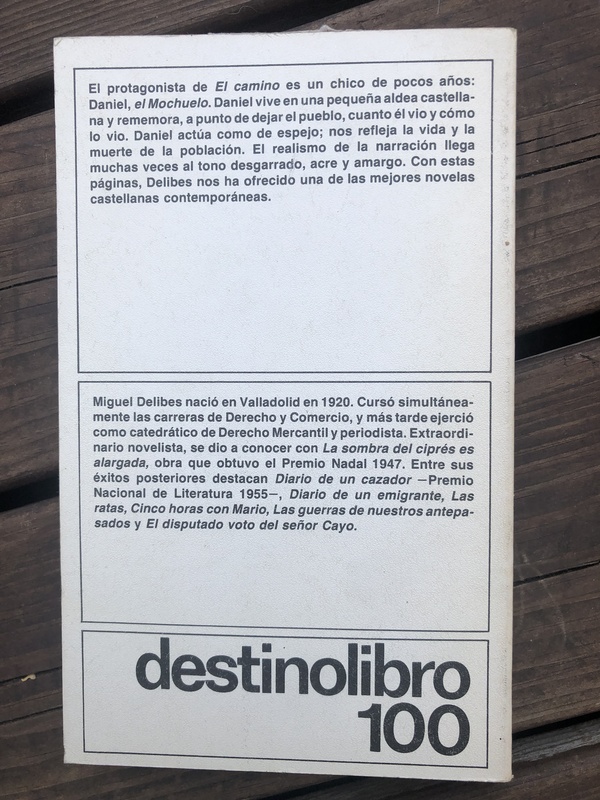 El protagonista de El camino es un chico de pocos años:
Daniel, el Mochuelo. Daniel vive en una pequeña aldea castella-
na y rememora, a punto de dejar el pueblo, cuanto él vio y cómo
lo vio. Daniel actúa como de espejo; nos refleja la vida y la
muerte de la población. El realismo de la narración llega
muchas veces al tono desgarrado, acre y amargo. Con estas
páginas, Delibes nos ha ofrecido una de las mejores novelas
castellanas contemporáneas.
Miguel Delibes nació en Valladolid en 1920. Cursó simultánea-
mente las carreras de Derecho y Comercio, y más tarde ejerció
como catedrático de Derecho Mercantil y periodista. Extraordi-
nario novelista, se dio a conocer con La sombra del ciprés es
alargada, obra que obtuvo el Premio Nadal 1947. Entre sus
éxitos posteriores destacan Diario de un cazador —Premio
Nacional de Literatura 1955—, Diario de un emigrante, Las
ratas, Cinco horas con Mario, Las guerras de nuestros antepa-
sados y El disputado voto del señor Cayo.
destinolibro
100